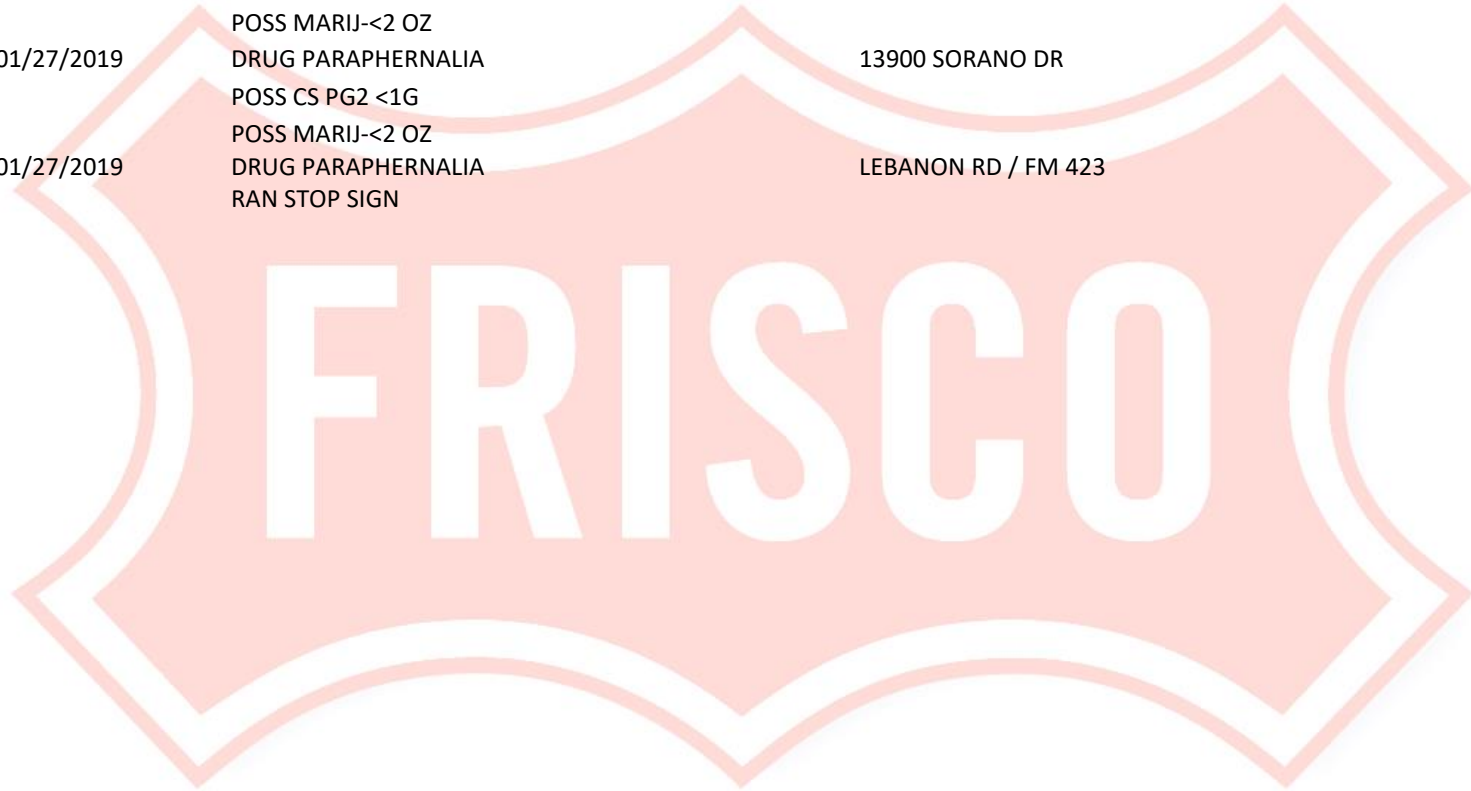 POSS MARIJ-<2 OZ
01/27/2019 DRUG PARAPHERNALIA 13900 SORANO DR
POSS CS PG2 <1G
POSS MARIJ-<2 OZ
01/27/2019 DRUG PARAPHERNALIA LEBANON RD / FM 423
RAN STOP SIGN
FRISCO